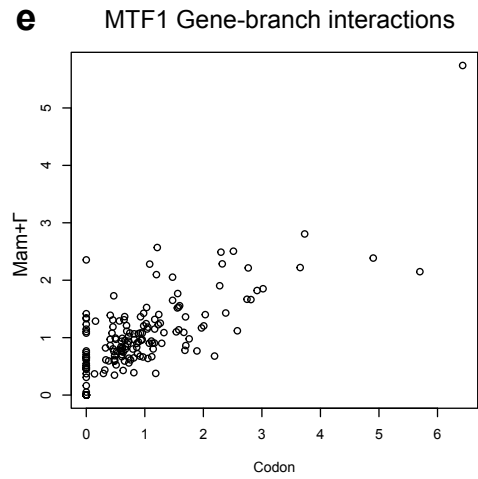 e
MTF1 Gene-branch interactions
Mam+Γ
5
4
3
2
1
0
0 1 2 3 4 5 6
Codon